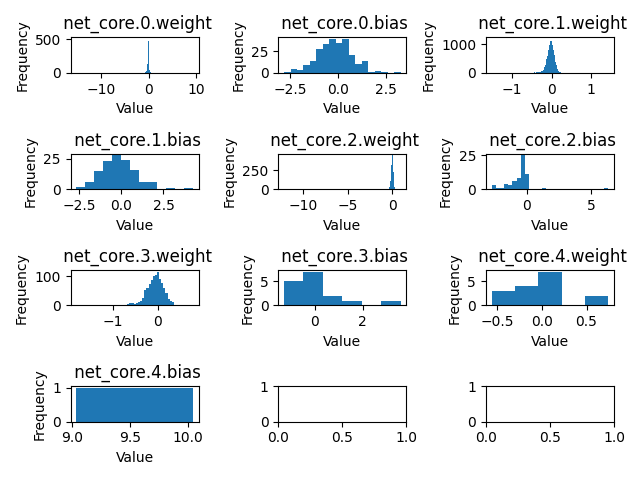 net_core.0.weight
net_core.0.bias
net_core.1.weight
Frequency
500
0
−10
0
10
Value
Frequency
25
0
−2.5
0.0
2.5
Value
Frequency
1000
0
−1
0
1
Value
net_core.1.bias
net_core.2.weight
net_core.2.bias
Frequency
25
0
−2.5
0.0
2.5
Value
Frequency
250
0
−10
−5
0
Value
Frequency
25
0
0
5
Value
net_core.3.weight
net_core.3.bias
net_core.4.weight
Frequency
100
0
−1
0
Value
Frequency
5
0
0
2
Value
Frequency
5
0
−0.5
0.0
0.5
Value
net_core.4.bias
Frequency
1
0
9.0
9.5
10.0
Value
1
0
0.0
0.5
1.0
1
0
0.0
0.5
1.0